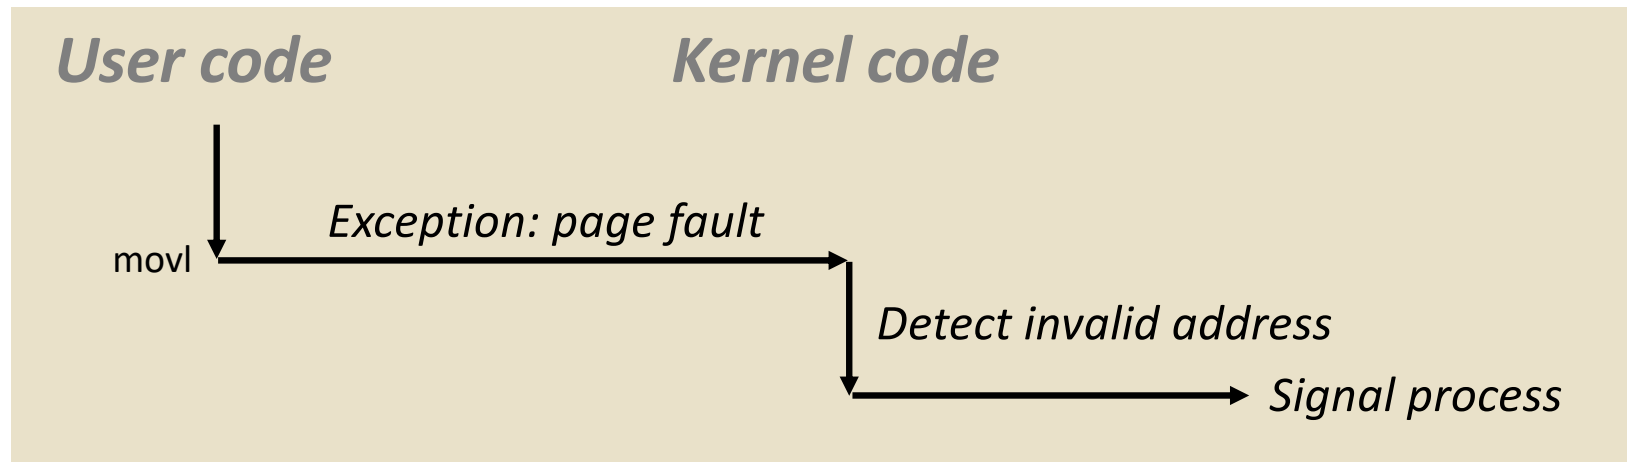 User code
Kernel code
Exception: page fault
movl
Detect invalid address
Signal process